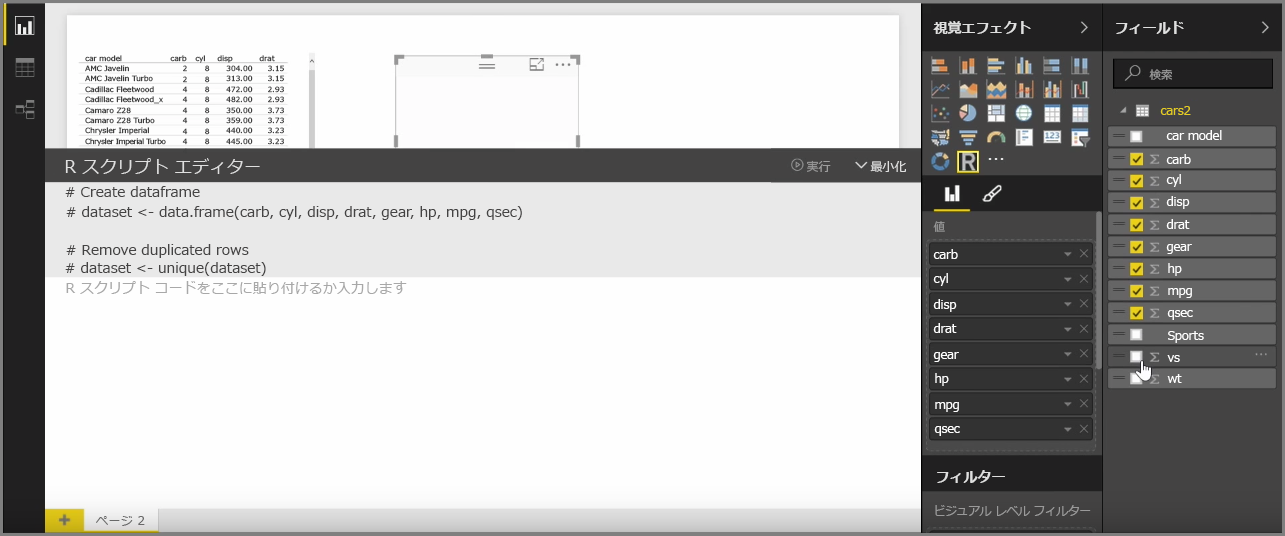 car model carb cyl disp drat
AMC Javelin 2 8 304.00 3.15
AMC Javelin Turbo 2 8 313.00 3.15
Cadillac Fleetwood 4 8 472.00 2.93
Cadillac Fleetwood_x 4 8 482.00 2.93
Camaro Z28 4 8 350.00 3.73
Camaro Z28 Turbo 4 8 359.00 3.73
Chrysler Imperial 4 8 440.00 3.23
Chrysler Imperial Turbo 4 8 445.00 3.23
R スクリプト エディター
実行
最小化
# Create dataframe
# dataset <- data.frame(carb, cyl, disp, drat, gear, hp, mpg, qsec)
# Remove duplicated rows
# dataset <- unique(dataset)
R スクリプト コードをここに貼り付けるか入力します
ページ 2
視覚エフェクト
R
値
carb
cyl
disp
drat
gear
hp
mpg
qsec
フィルター
ビジュアル レベル フィルター
フィールド
検索
cars2
car model
Σ carb
Σ cyl
Σ disp
Σ drat
Σ gear
Σ hp
Σ mpg
Σ qsec
Sports
Σ vs
Σ wt